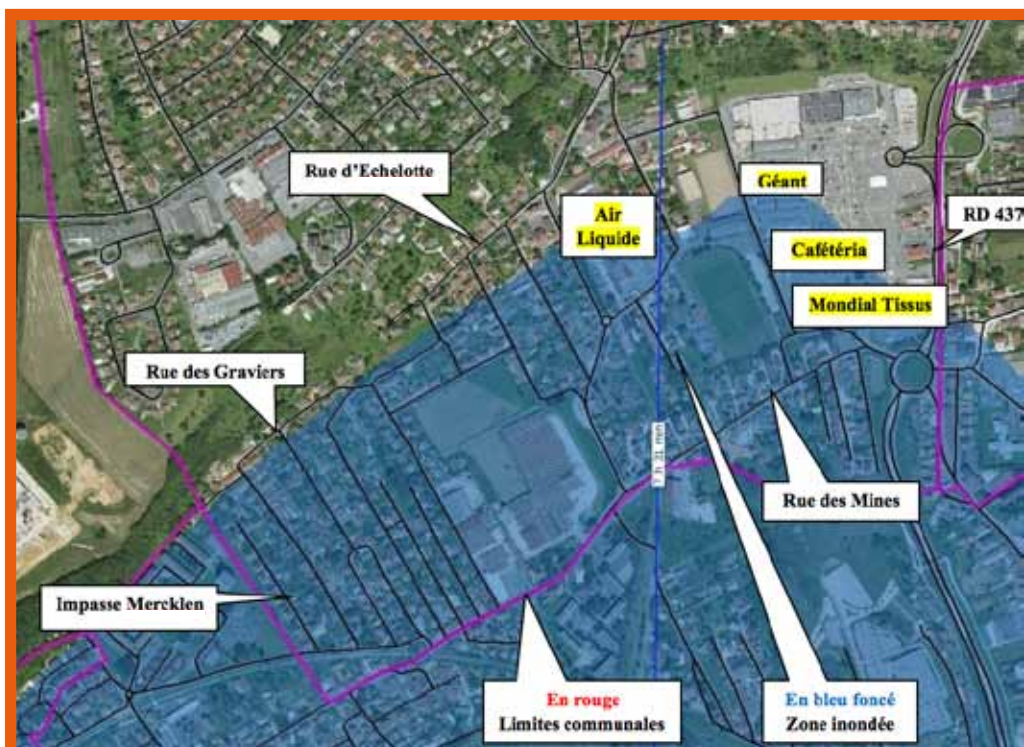 Rue d'Echelotte
Géant
Air
Liquide
RD 437
Cafétéria
Mondial Tissus
Rue des Graviers
Rue des Mines
Impasse Mercklen
En rouge
Limites communales
En bleu foncé
Zone inondée